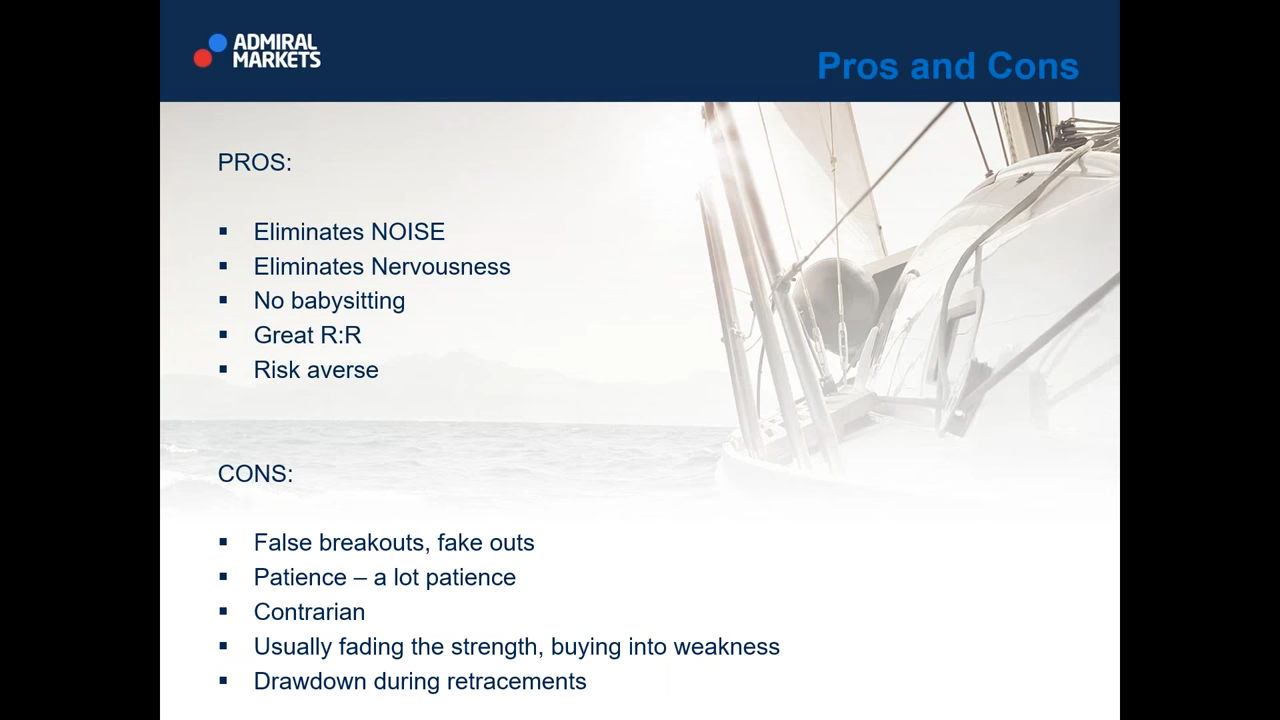 ADMIRAL
MARKETS
Pros and Cons
PROS:
▪ Eliminates NOISE
▪ Eliminates Nervousness
▪ No babysitting
▪ Great R:R
▪ Risk averse
CONS:
▪ False breakouts, fake outs
▪ Patience – a lot patience
▪ Contrarian
▪ Usually fading the strength, buying into weakness
▪ Drawdown during retracements